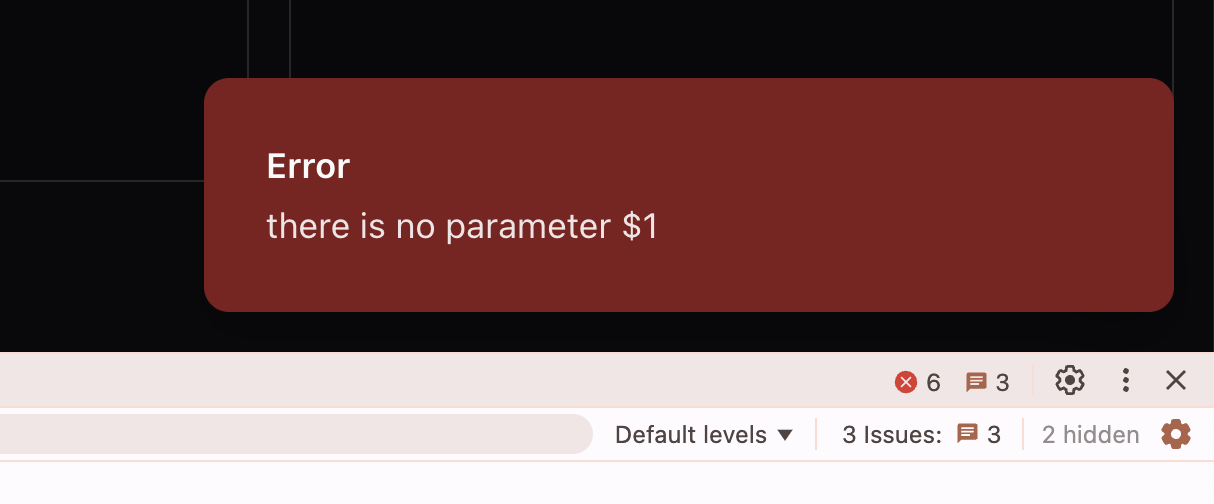 Error
there is no parameter $1
6 3
Default levels ▼ 3 Issues: 3 2 hidden